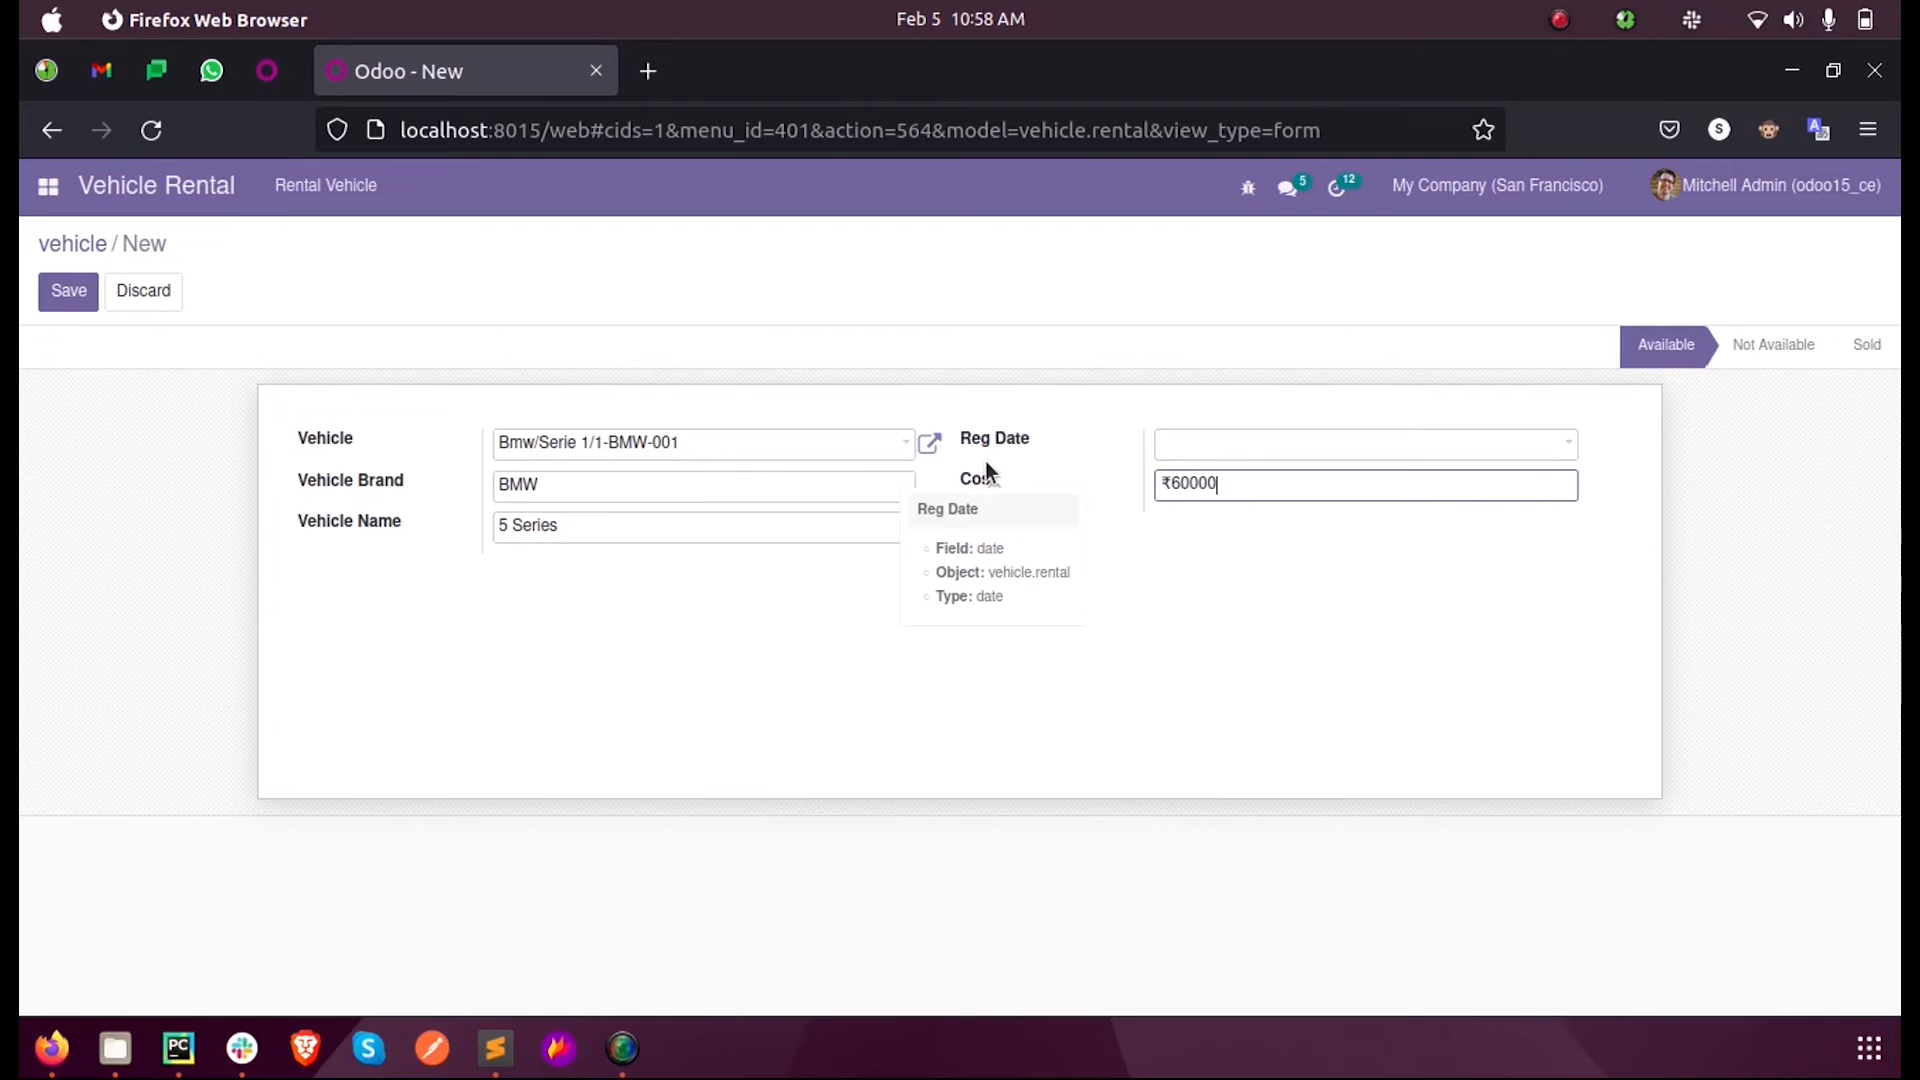 Firefox Web Browser
Feb 5 10:58 AM
Odoo - New
localhost:8015/web#cids=1&menu_id=401&action=564&model=vehicle.rental&view_type=form
S
A
Vehicle Rental
Rental Vehicle
5
12
My Company (San Francisco)
Mitchell Admin (odoo15_ce)
vehicle / New
Save
Discard
Available
Not Available
Sold
Vehicle
Bmw/Serie 1/1-BMW-001
Reg Date
Vehicle Brand
BMW
₹60000
Vehicle Name
5 Series
Reg Date
Field: date
Object: vehicle.rental
Type: date
PC
S